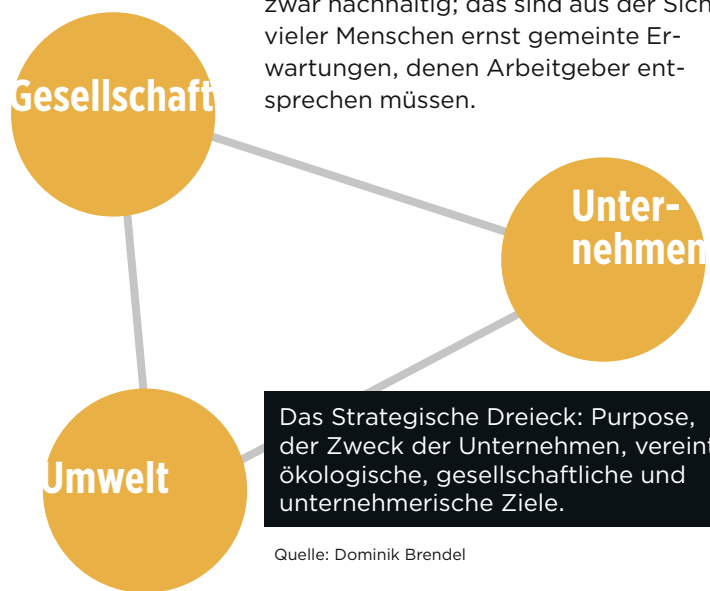 zwar nachhaltig; das sind aus der Sich
vieler Menschen ernst gemeinte Er-
wartungen, denen Arbeitgeber ent-
sprechen müssen.
Gesellschaft
Unter-
nehmen
Umwelt
Das Strategische Dreieck: Purpose,
der Zweck der Unternehmen, vereint
ökologische, gesellschaftliche und
unternehmerische Ziele.
Quelle: Dominik Brendel